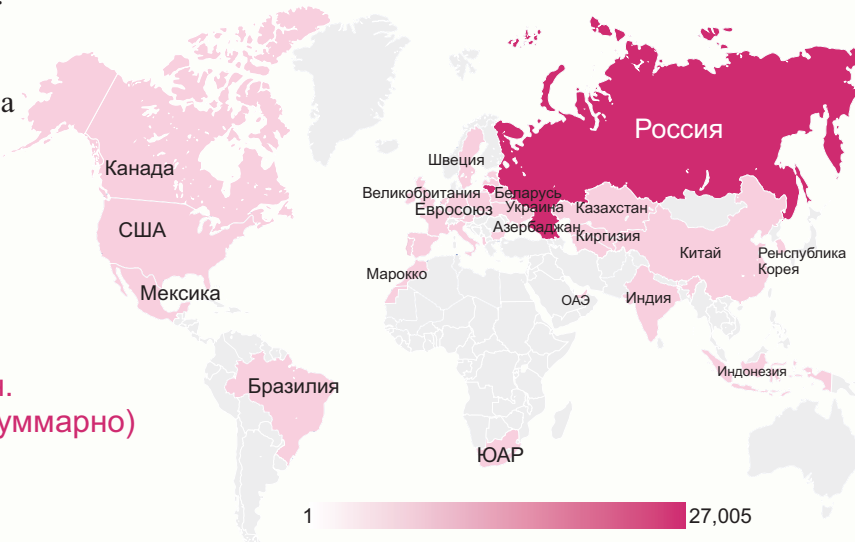 а
Россия
Канада
Швеция
Великобритания
Беларусь
Евросоюз
Украина
Казахстан
США
Азербаджан
Киргизия
Китай
Ренспублика
Корея
Марокко
Мексика
ОАЭ
Индия
Индонезия
Бразилия
л.
уммарно)
ЮАР
1
27,005